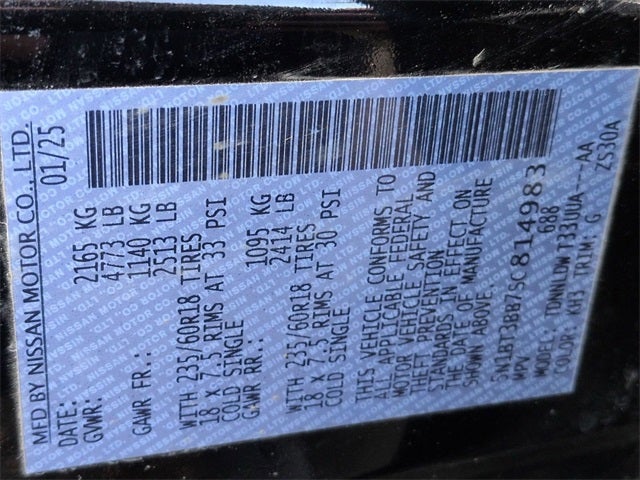 MFD BY NISSAN MOTOR CO., LTD.
DATE: 01/25
GVWR: 2165 KG
4773 LB
GAWR FR.: 1140 KG
2513 LB
WITH 235/60R18 TIRES
18 X 7.5 RIMS AT 33 PSI
COLD SINGLE
GAWR RR.: 1095 KG
2414 LB
WITH 235/60R18 TIRES
18 X 7.5 RIMS AT 30 PSI
COLD SINGLE
THIS VEHICLE CONFORMS TO
ALL APPLICABLE FEDERAL
MOTOR VEHICLE SAFETY AND
THEFT PREVENTION
STANDARDS IN EFFECT ON
THE DATE OF MANUFACTURE
SHOWN ABOVE.
5N1BT3BB7SC814983
MPV 688
MODEL: TDNNLDWT33UUA---AA
COLOR: KH3 TRIM: G ZS30A